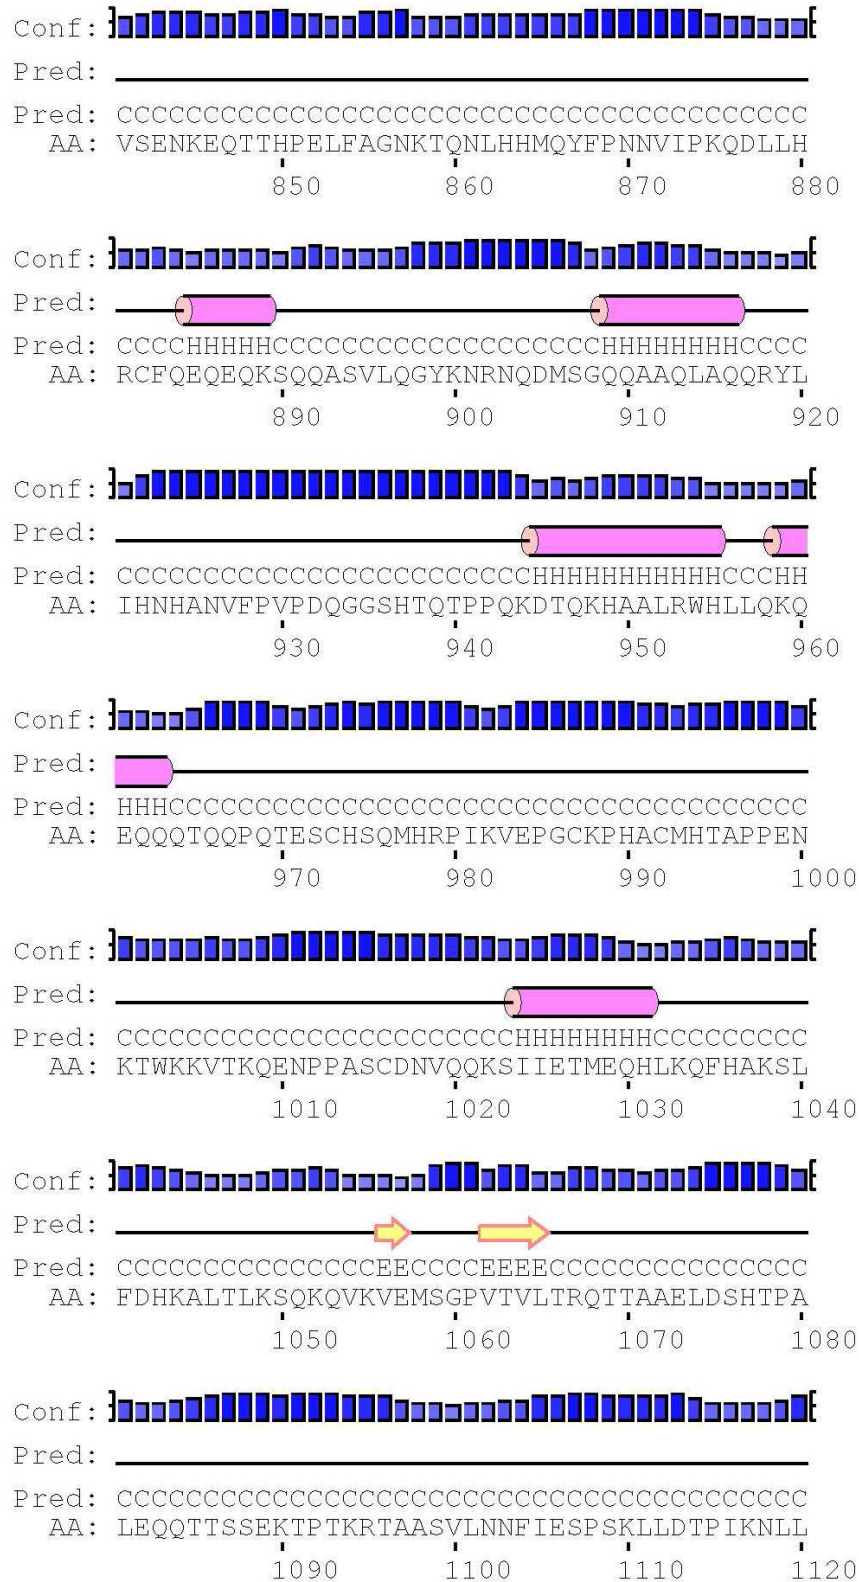 Conf:
Pred:
Pred: CCCCCCCCCCCCCCCCCCCCCCCCCCCCCCCCCCCCCCCC
AA: VSENKEQTTHPELFAGNKTQNLHHMQYFPNNVIPKQDLLH
850 860 870 880
Conf:
Pred:
Pred: CCCCHHHHHCCCCCCCCCCCCCCCCCCCHHHHHHHHCCCC
AA: RCFQEQEQKSQQASVLQGYKNRNQDMSGQQAAQLAQQRYL
890 900 910 920
Conf:
Pred:
Pred: CCCCCCCCCCCCCCCCCCCCCCCCHHHHHHHHHHHCCCHH
AA: IHNHANVFPVPDQGGSHTQTPPQKDTQKHAALRWHLLQKQ
930 940 950 960
Conf:
Pred:
Pred: HHHCCCCCCCCCCCCCCCCCCCCCCCCCCCCCCCCCCCCC
AA: EQQQTQQPQTESCHSQMHRPIKVEPGCKPHACMHTAPPEN
970 980 990 1000
Conf:
Pred:
Pred: CCCCCCCCCCCCCCCCCCCCCCCHHHHHHHHCCCCCCCCC
AA: KTWKKVTKQENPPASCDNVQQKSIIETMEQHLKQFHAKSL
1010 1020 1030 1040
Conf:
Pred:
Pred: CCCCCCCCCCCCCCCEECCCCEEEECCCCCCCCCCCCCCC
AA: FDHKALTLKSQKQVKVEMSGPVTVLTRQTTAAELDSHTPA
1050 1060 1070 1080
Conf:
Pred:
Pred: CCCCCCCCCCCCCCCCCCCCCCCCCCCCCCCCCCCCCCCC
AA: LEQQTTSSEKTPTKRTAASVLNNFIESPSKLLDTPIKNLL
1090 1100 1110 1120